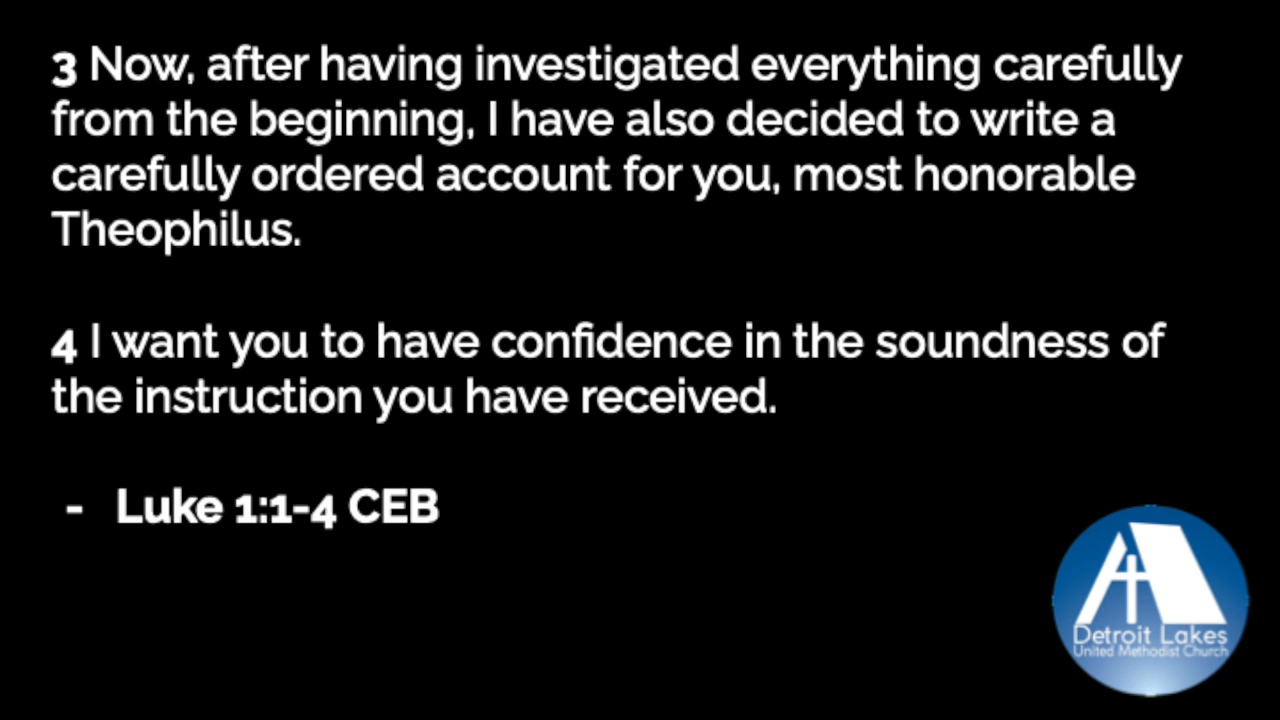 3 Now, after having investigated everything carefully
from the beginning, I have also decided to write a
carefully ordered account for you, most honorable
Theophilus.
4 I want you to have confidence in the soundness of
the instruction you have received.
- Luke 1:1-4 CEB
Detroit Lakes
United Methodist Church